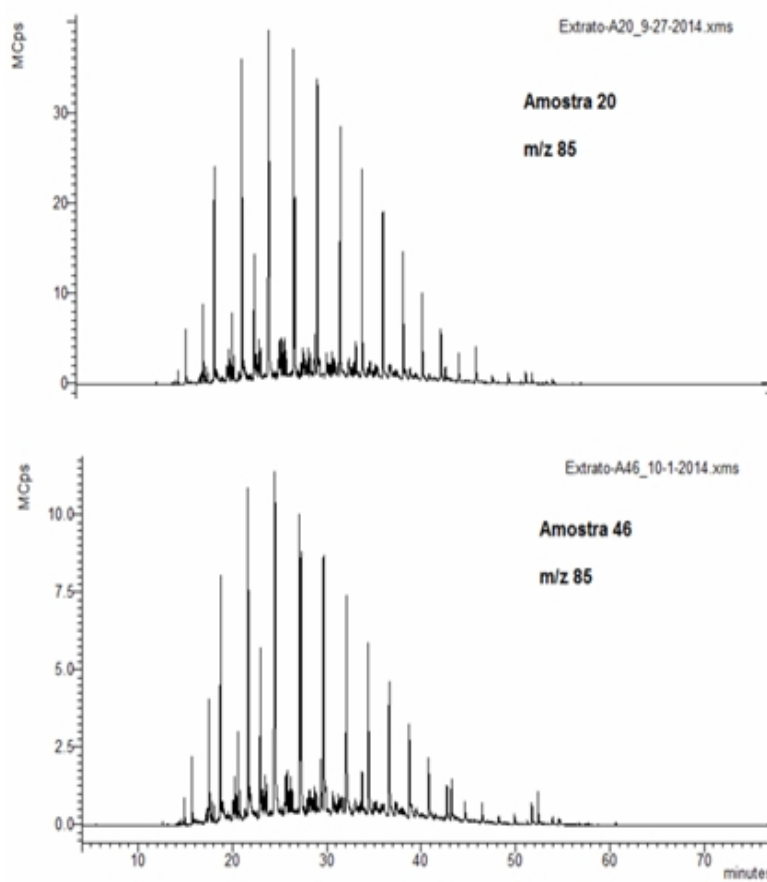 MCps
Extrato-A20_9-27-2014.xms
Amostra 20
m/z 85
30
20
10
0
MCps
Extrato-A46_10-1-2014.xms
Amostra 46
m/z 85
10.0
7.5
5.0
2.5
0.0
10 20 30 40 50 60 70
minutes